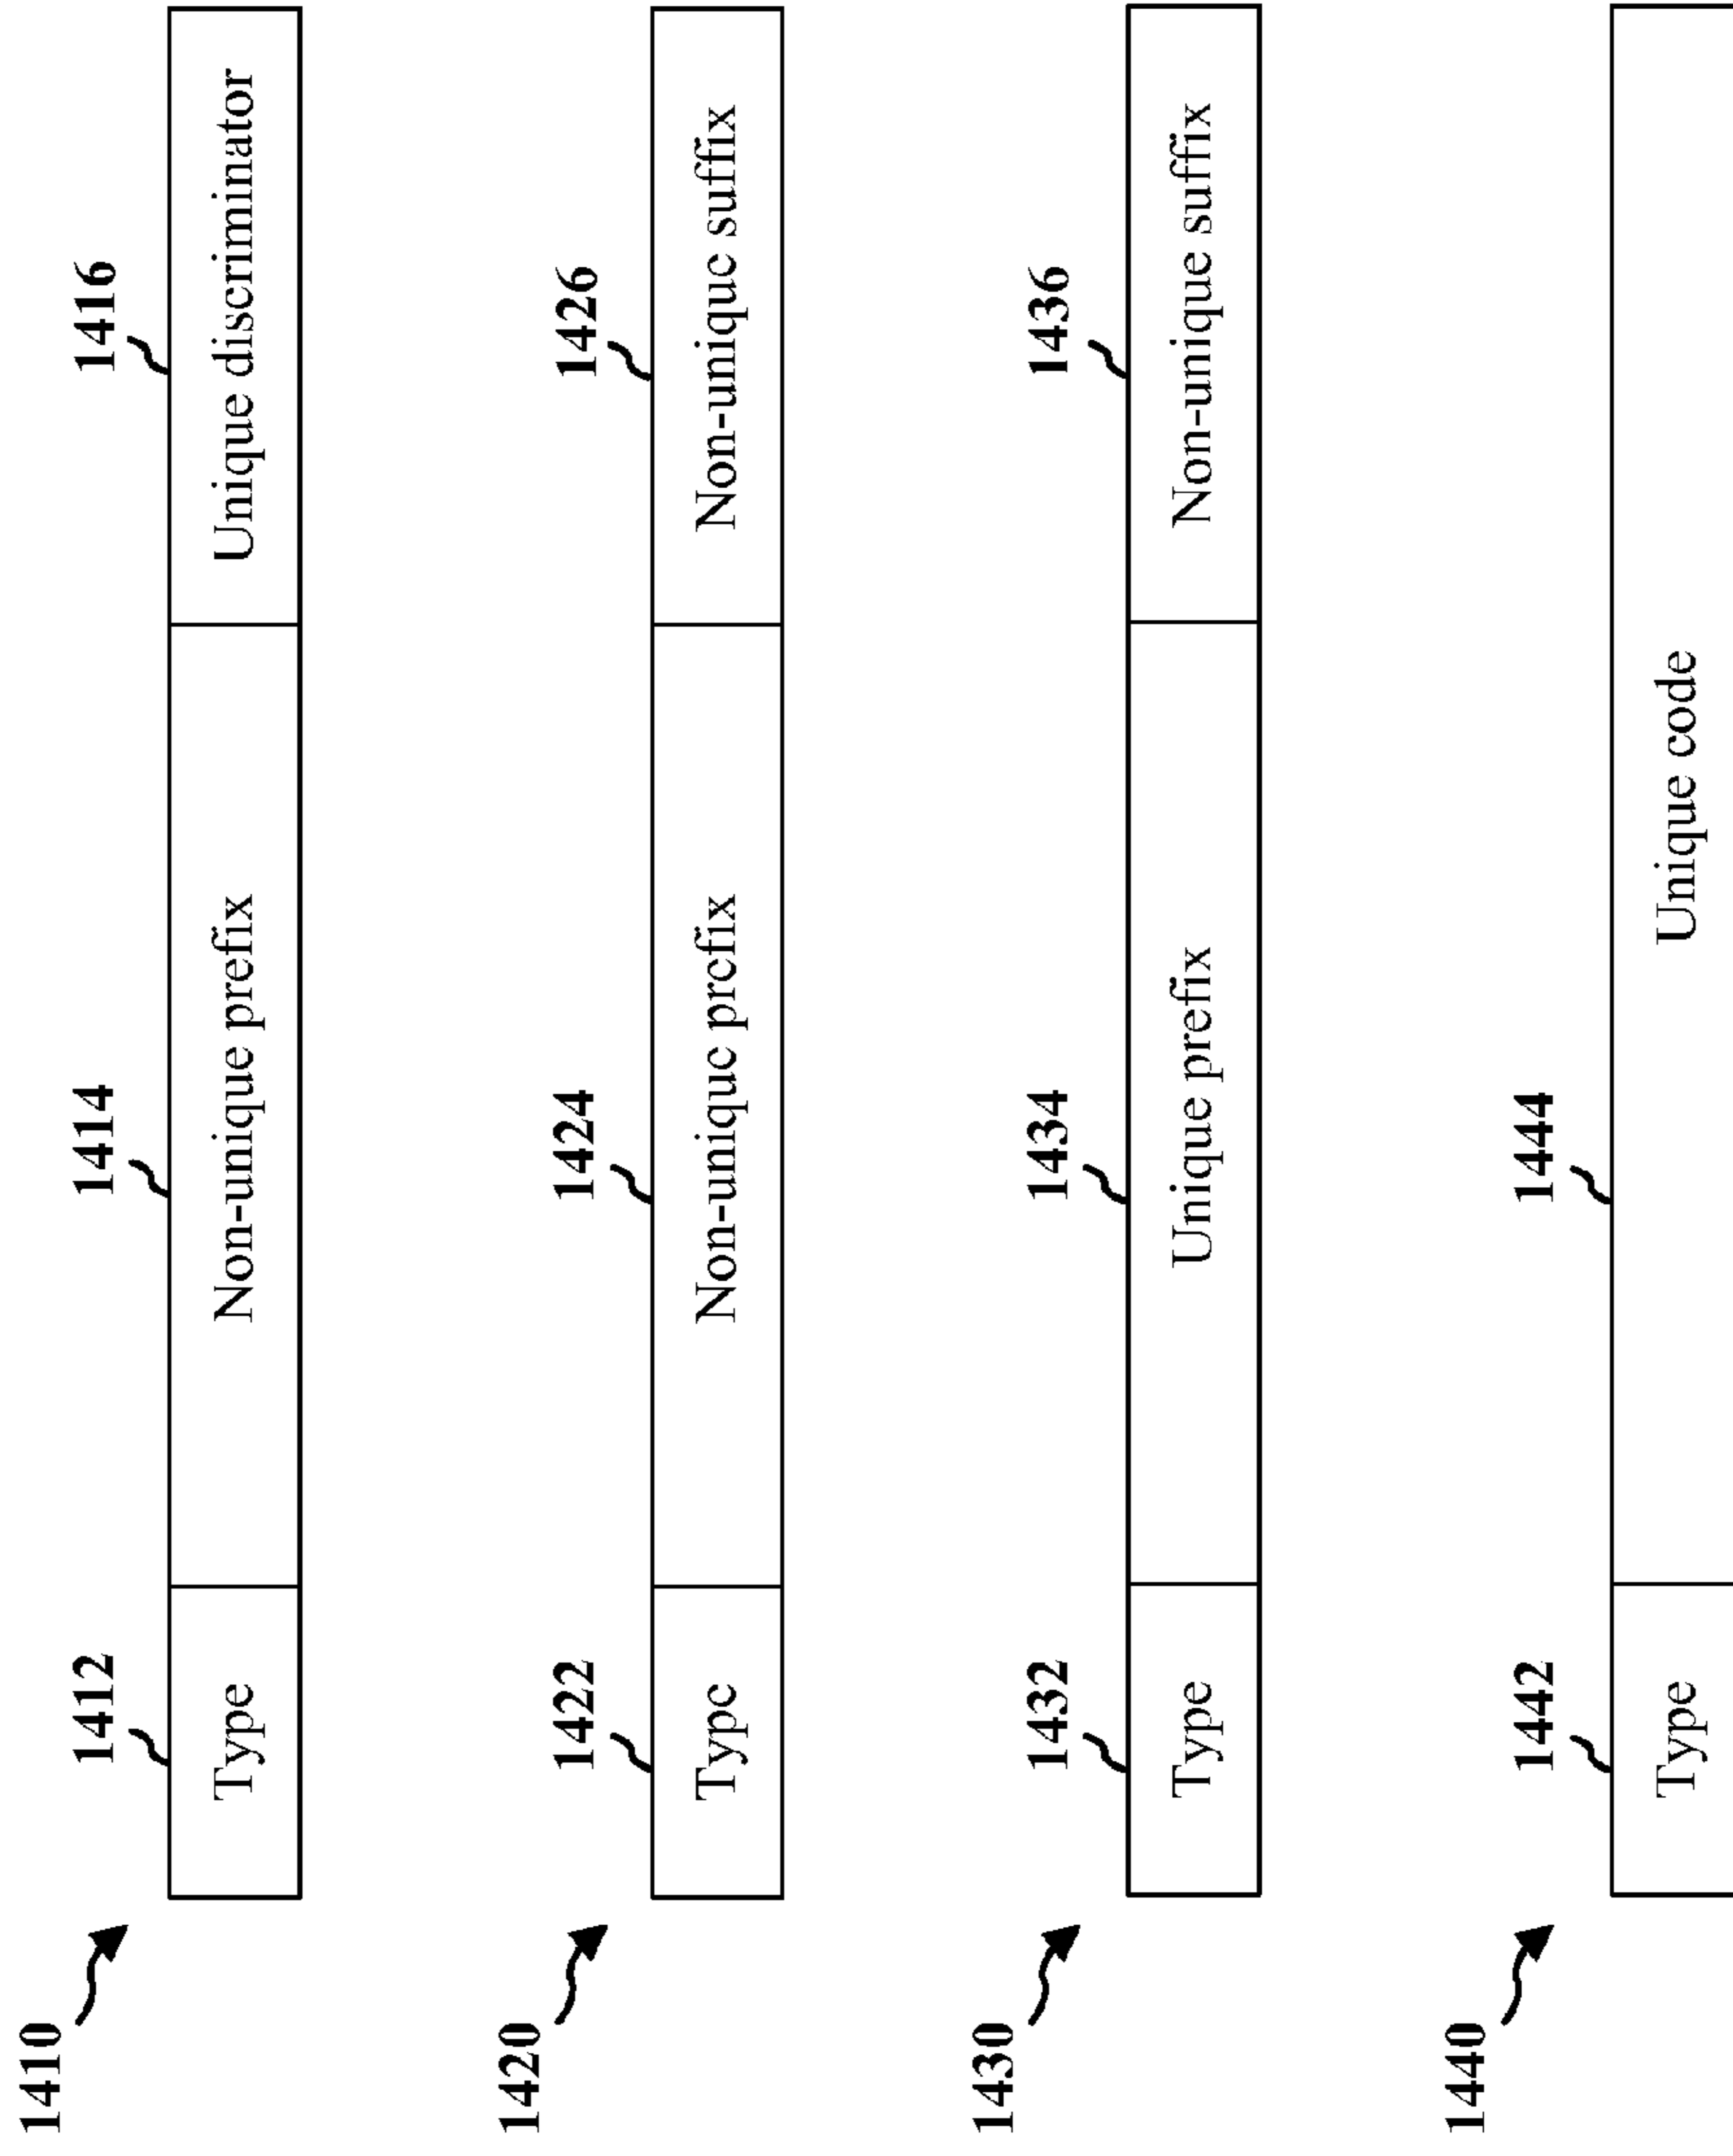 1410
1412
1414
1416
Type
Non-unique prefix
Unique discriminator
1420
1422
1424
1426
Type
Non-unique prefix
Non-unique suffix
1430
1432
1434
1436
Type
Unique prefix
Non-unique suffix
1440
1442
1444
Type
Unique code